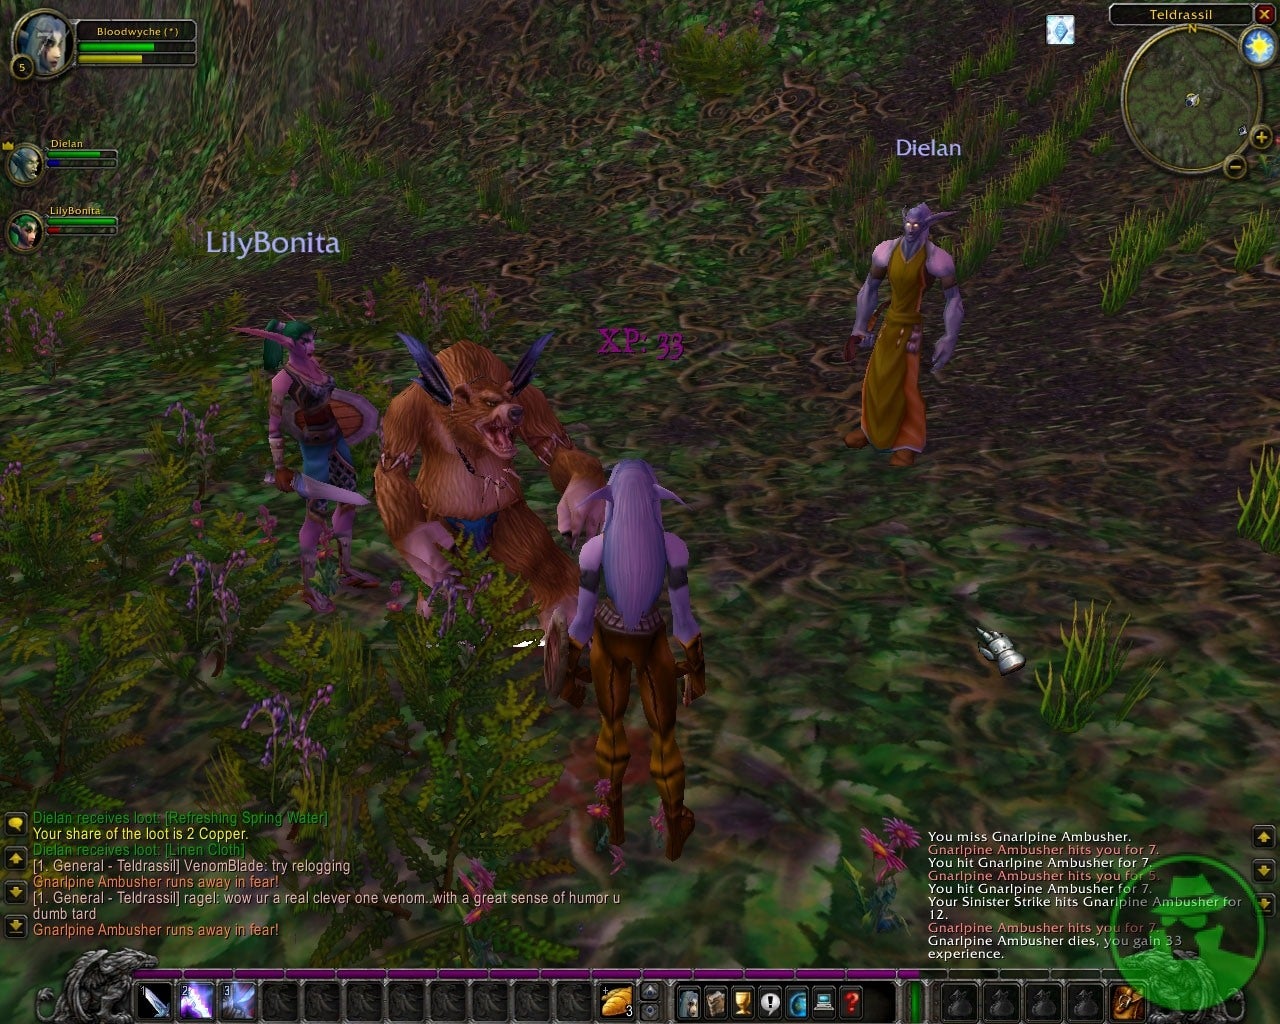 Bloodwyche (*)
5
Dielan
LilyBonita
Teldrassil
N
Dielan
LilyBonita
XP: 33
Dielan receives loot: [Refreshing Spring Water]
Your share of the loot is 2 Copper.
Dielan receives loot: [Linen Cloth]
[1. General - Teldrassil] VenomBlade: try relogging
Gnarlpine Ambusher runs away in fear!
[1. General - Teldrassil] ragel: wow ur a real clever one venom..with a great sense of humor u
dumb tard
Gnarlpine Ambusher runs away in fear!
You miss Gnarlpine Ambusher.
Gnarlpine Ambusher hits you for 7.
You hit Gnarlpine Ambusher for 7.
Gnarlpine Ambusher hits you for 5.
You hit Gnarlpine Ambusher for 7.
Your Sinister Strike hits Gnarlpine Ambusher for
12.
Gnarlpine Ambusher hits you for 7.
Gnarlpine Ambusher dies, you gain 33
experience.
1
2
3
+
3
!
?